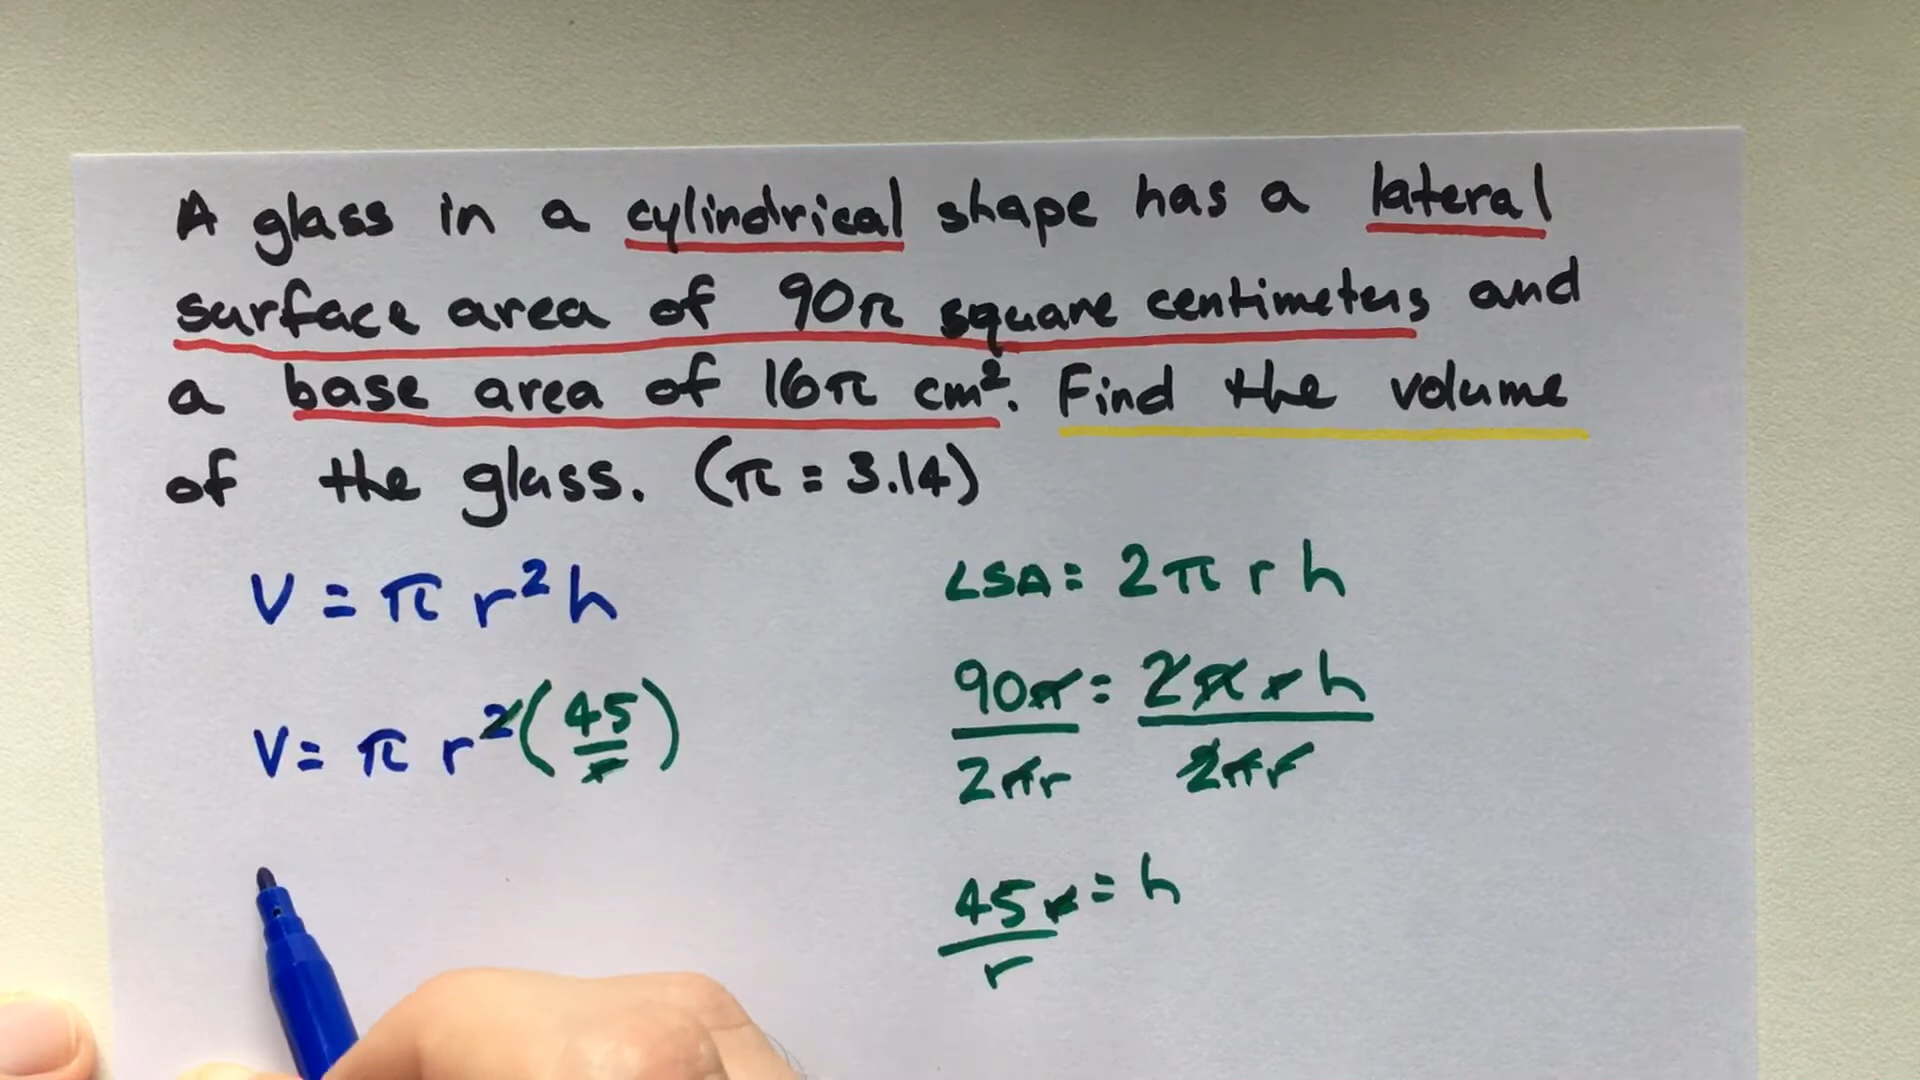 A glass in a cylindrical shape has a lateral
surface area of 90π square centimeters and
a base area of 16π cm². Find the volume
of the glass. (π = 3.14)
V = π r² h
V = π r² (45/r)
LSA = 2π r h
90π/2πr = 2πrh/2πr
45/r = h